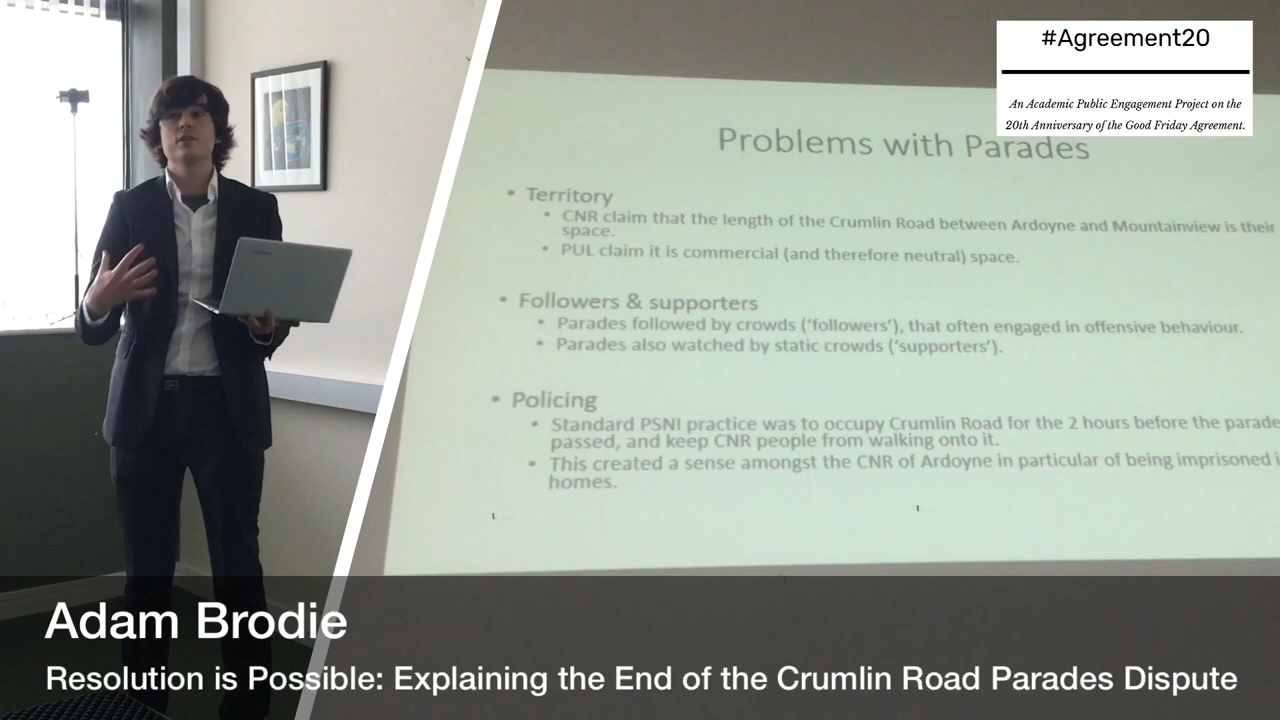 #Agreement20
An Academic Public Engagement Project on the
20th Anniversary of the Good Friday Agreement.
Problems with Parades
• Territory
• CNR claim that the length of the Crumlin Road between Ardoyne and Mountainview is their
space.
• PUL claim it is commercial (and therefore neutral) space.
• Followers & supporters
• Parades followed by crowds (‘followers’), that often engaged in offensive behaviour.
• Parades also watched by static crowds (‘supporters’).
• Policing
• Standard PSNI practice was to occupy Crumlin Road for the 2 hours before the parade
passed, and keep CNR people from walking onto it.
• This created a sense amongst the CNR of Ardoyne in particular of being imprisoned
homes.
Adam Brodie
Resolution is Possible: Explaining the End of the Crumlin Road Parades Dispute